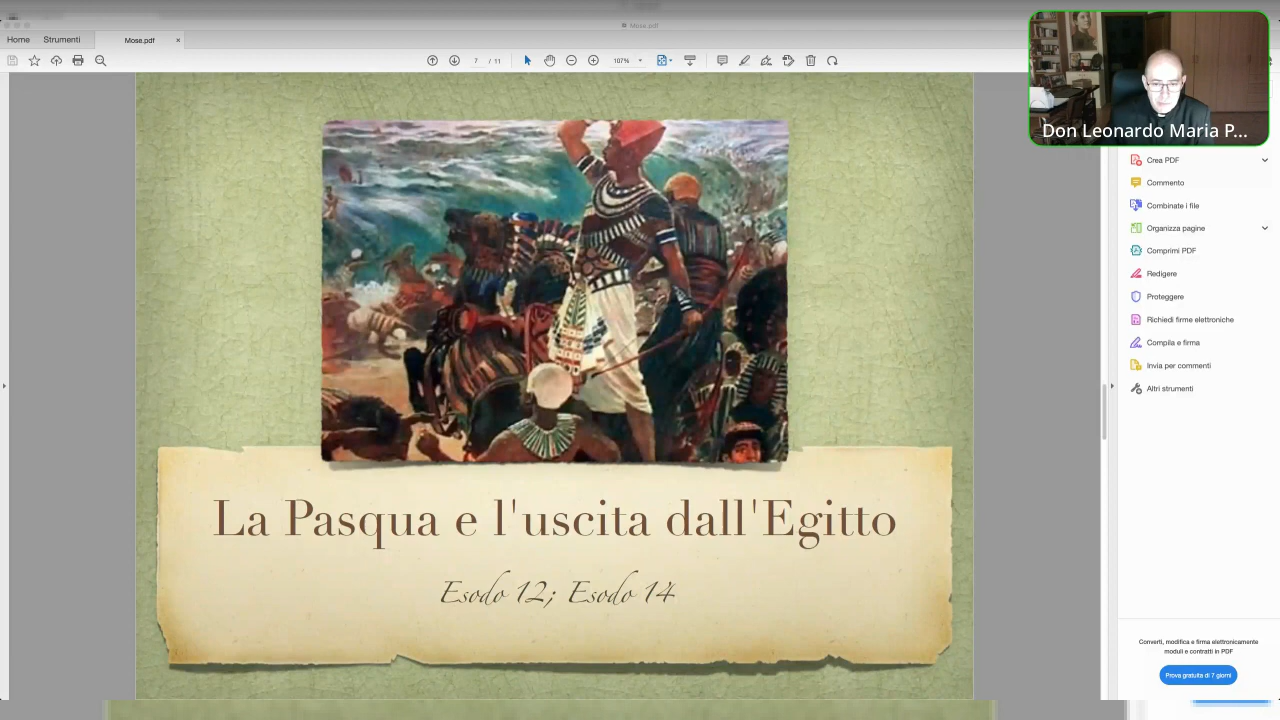 Mose.pdf
Home Strumenti Mose.pdf ×
7 / 11 107%
Don Leonardo Maria P...
Crea PDF
Commento
Combinate i file
Organizza pagine
Comprimi PDF
Redigere
Proteggere
Richiedi firme elettroniche
Compila e firma
Invia per commenti
Altri strumenti
La Pasqua e l'uscita dall'Egitto
Esodo 12; Esodo 14
Converti, modifica e firma elettronicamente
moduli e contratti in PDF
Prova gratuita di 7 giorni